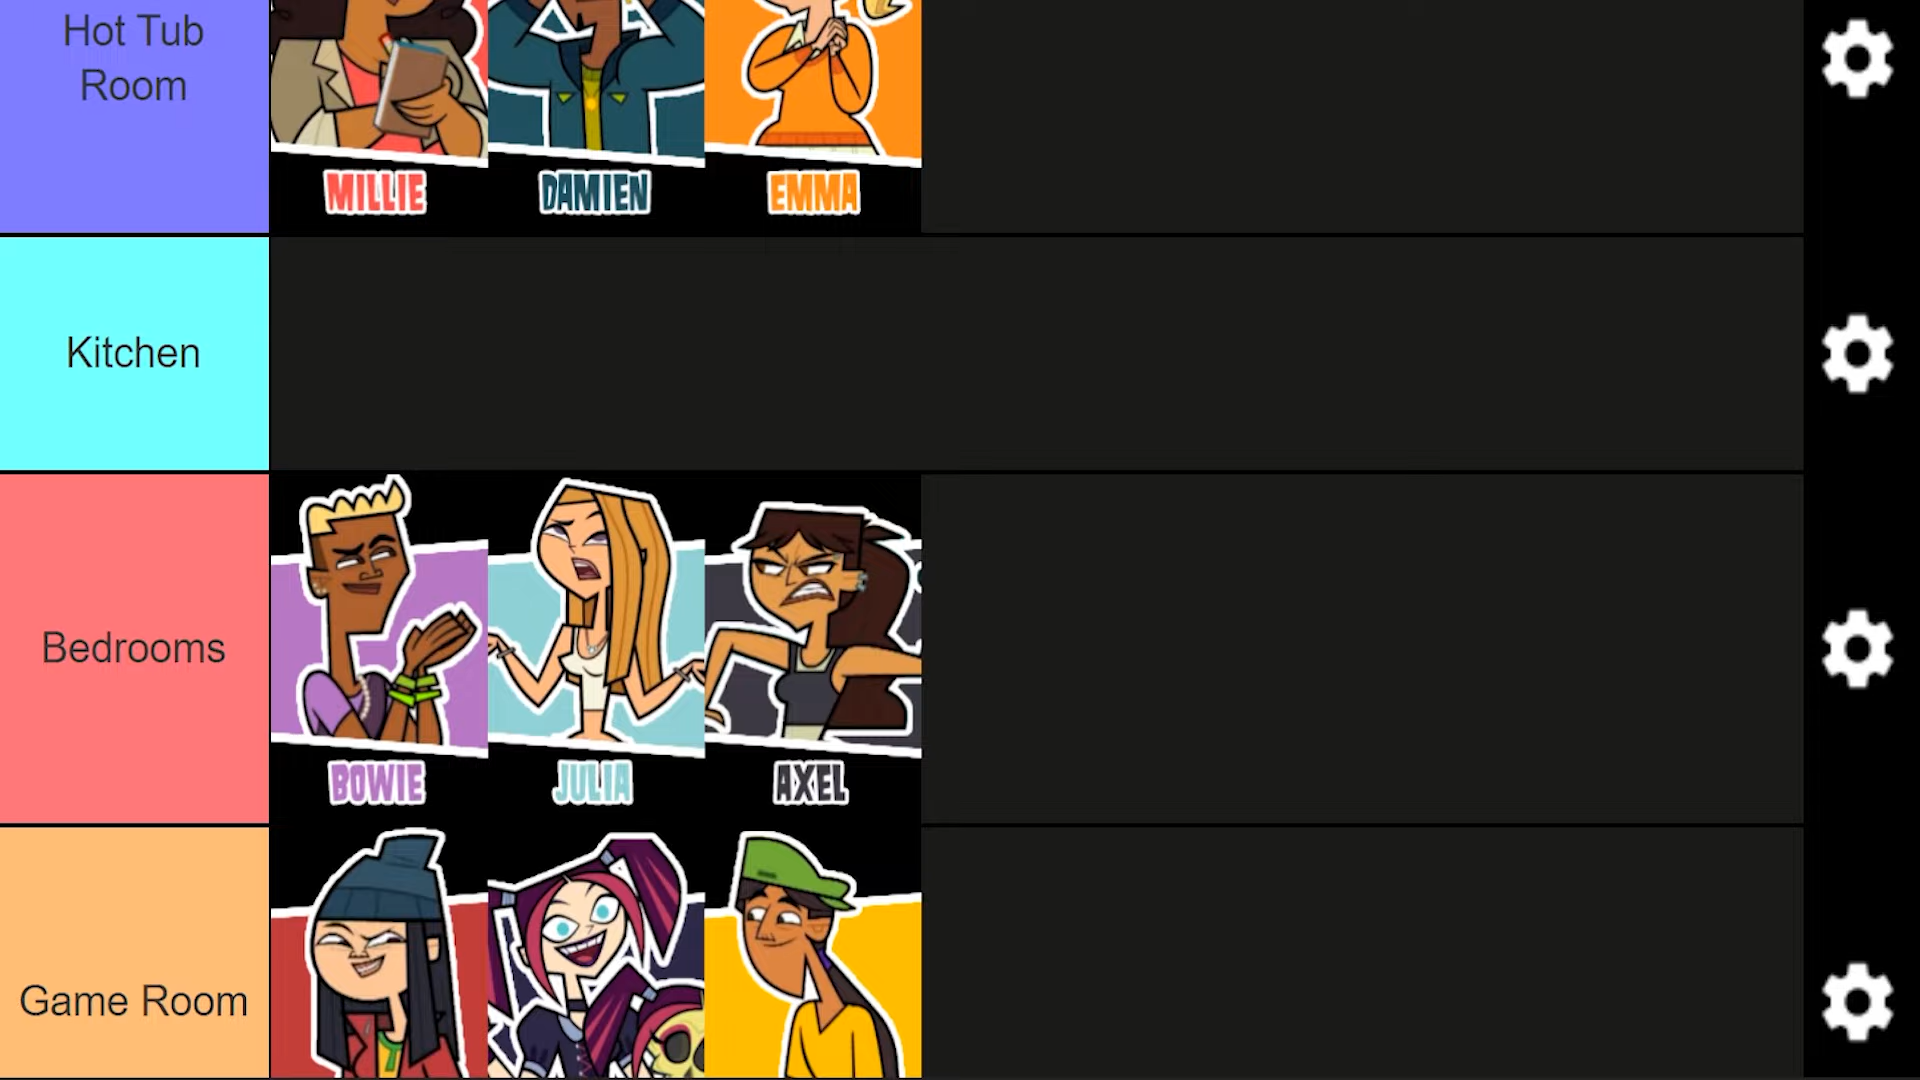 Hot Tub
Room
MILLIE
DAMIEN
EMMA
Kitchen
Bedrooms
BOWIE
JULIA
AXEL
Game Room